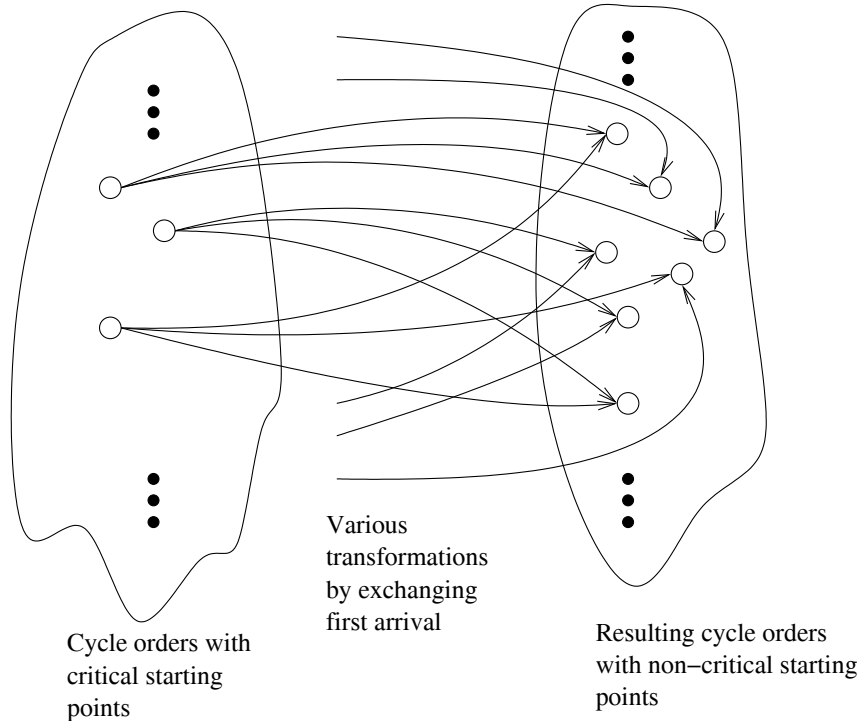 Various
transformations
by exchanging
first arrival
Cycle orders with
critical starting
points
Resulting cycle orders
with non−critical starting
points